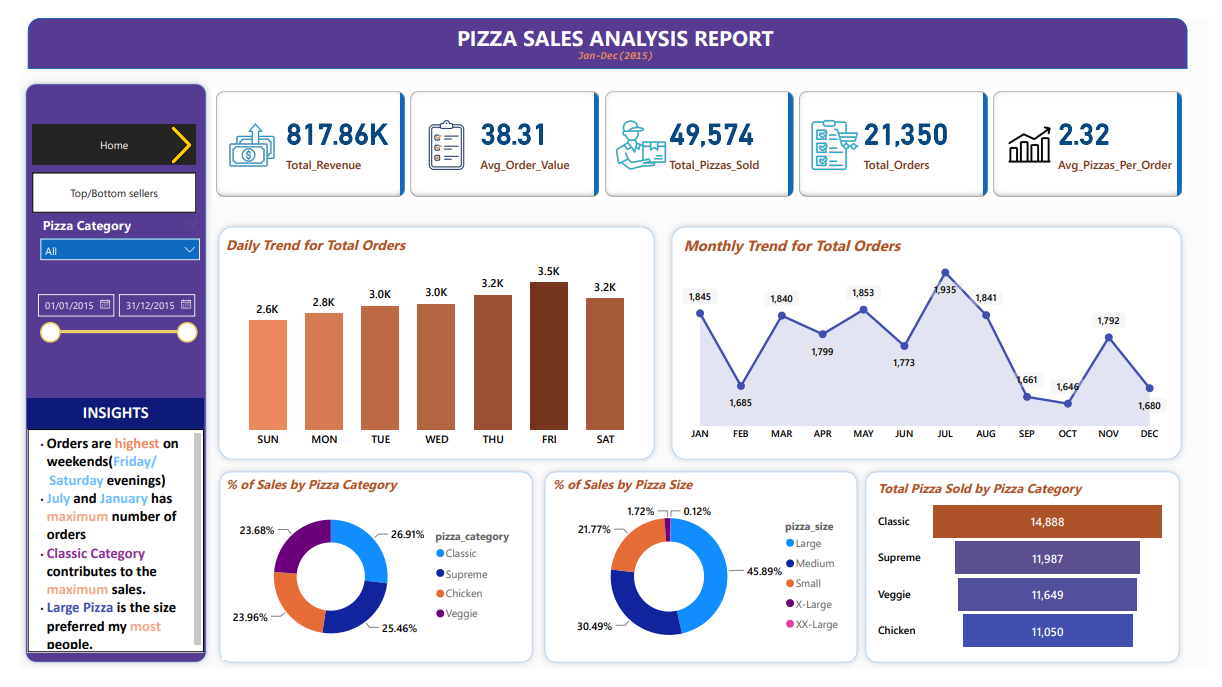 PIZZA SALES ANALYSIS REPORT
Jan-Dec(2015)
Home
Top/Bottom sellers
Pizza Category
All
01/01/2015
31/12/2015
INSIGHTS
· Orders are highest on
weekends(Friday/
Saturday evenings)
· July and January has
maximum number of
orders
· Classic Category
contributes to the
maximum sales.
· Large Pizza is the size
preferred my most
people.
817.86K
Total_Revenue
38.31
Avg_Order_Value
49,574
Total_Pizzas_Sold
21,350
Total_Orders
2.32
Avg_Pizzas_Per_Order
Daily Trend for Total Orders
2.6K
2.8K
3.0K
3.0K
3.2K
3.5K
3.2K
SUN
MON
TUE
WED
THU
FRI
SAT
Monthly Trend for Total Orders
1,845
1,685
1,840
1,799
1,853
1,773
1,935
1,841
1,661
1,646
1,792
1,680
JAN
FEB
MAR
APR
MAY
JUN
JUL
AUG
SEP
OCT
NOV
DEC
% of Sales by Pizza Category
23.68%
26.91%
23.96%
25.46%
pizza_category
Classic
Supreme
Chicken
Veggie
% of Sales by Pizza Size
1.72%
0.12%
21.77%
45.89%
30.49%
pizza_size
Large
Medium
Small
X-Large
XX-Large
Total Pizza Sold by Pizza Category
Classic
14,888
Supreme
11,987
Veggie
11,649
Chicken
11,050